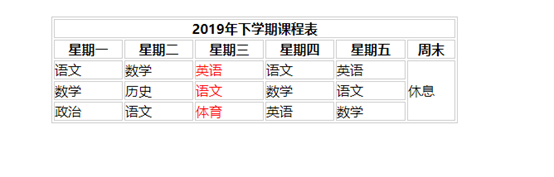 2019年下学期课程表
星期一 星期二 星期三 星期四 星期五 周末
语文 数学 英语 语文 英语
数学 历史 语文 数学 语文 休息
政治 语文 体育 英语 数学